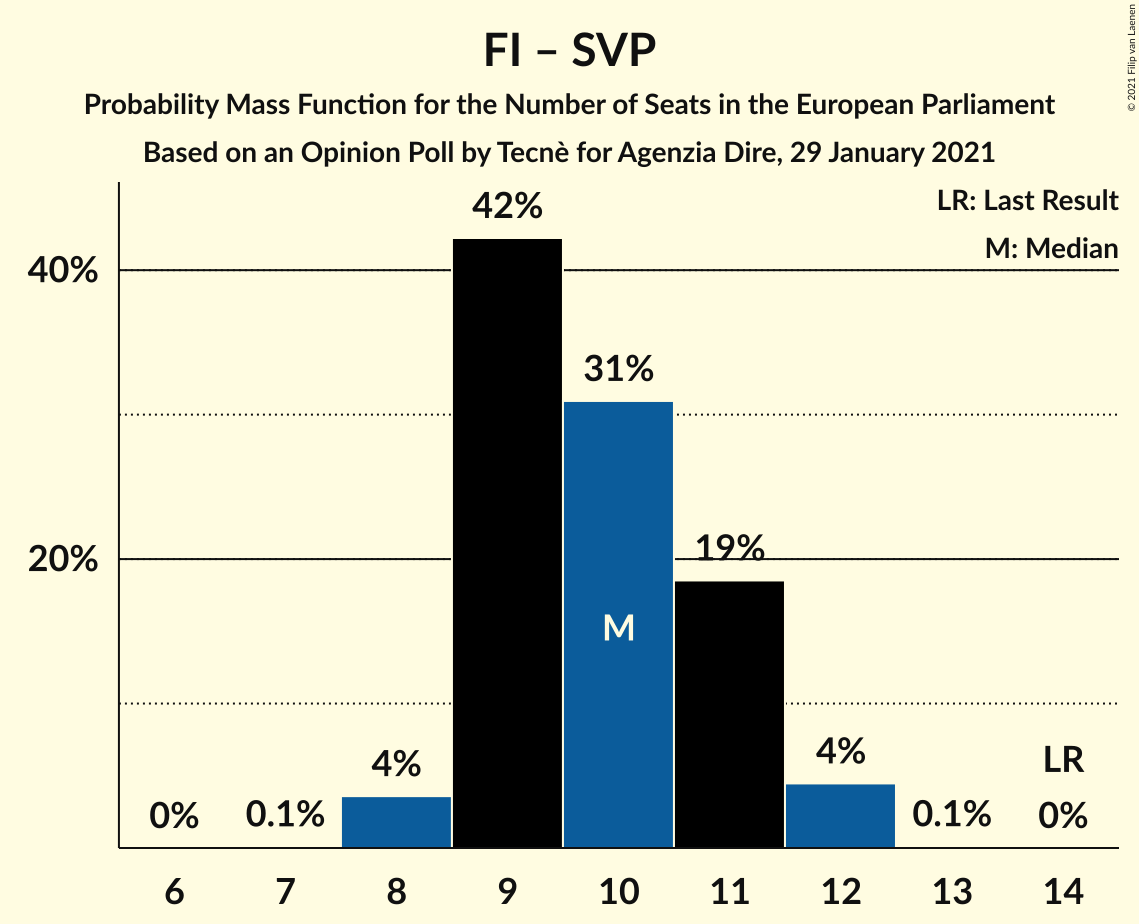 FI – SVP
Probability Mass Function for the Number of Seats in the European Parliament
Based on an Opinion Poll by Tecnè for Agenzia Dire, 29 January 2021
© 2021 Filip van Laenen
LR: Last Result
M: Median
40%
20%
0%
0.1%
4%
42%
31%
M
19%
4%
0.1%
LR
0%
6 7 8 9 10 11 12 13 14